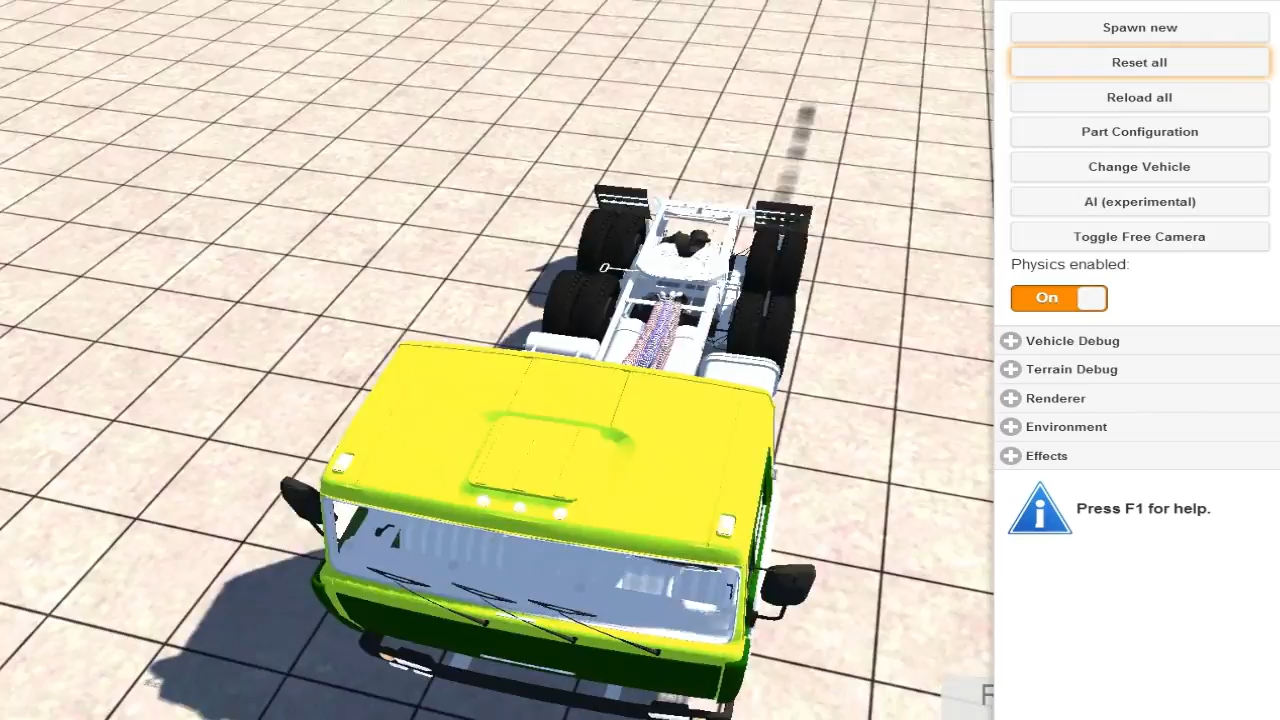 Spawn new
Reset all
Reload all
Part Configuration
Change Vehicle
AI (experimental)
Toggle Free Camera
Physics enabled:
On
Vehicle Debug
Terrain Debug
Renderer
Environment
Effects
Press F1 for help.